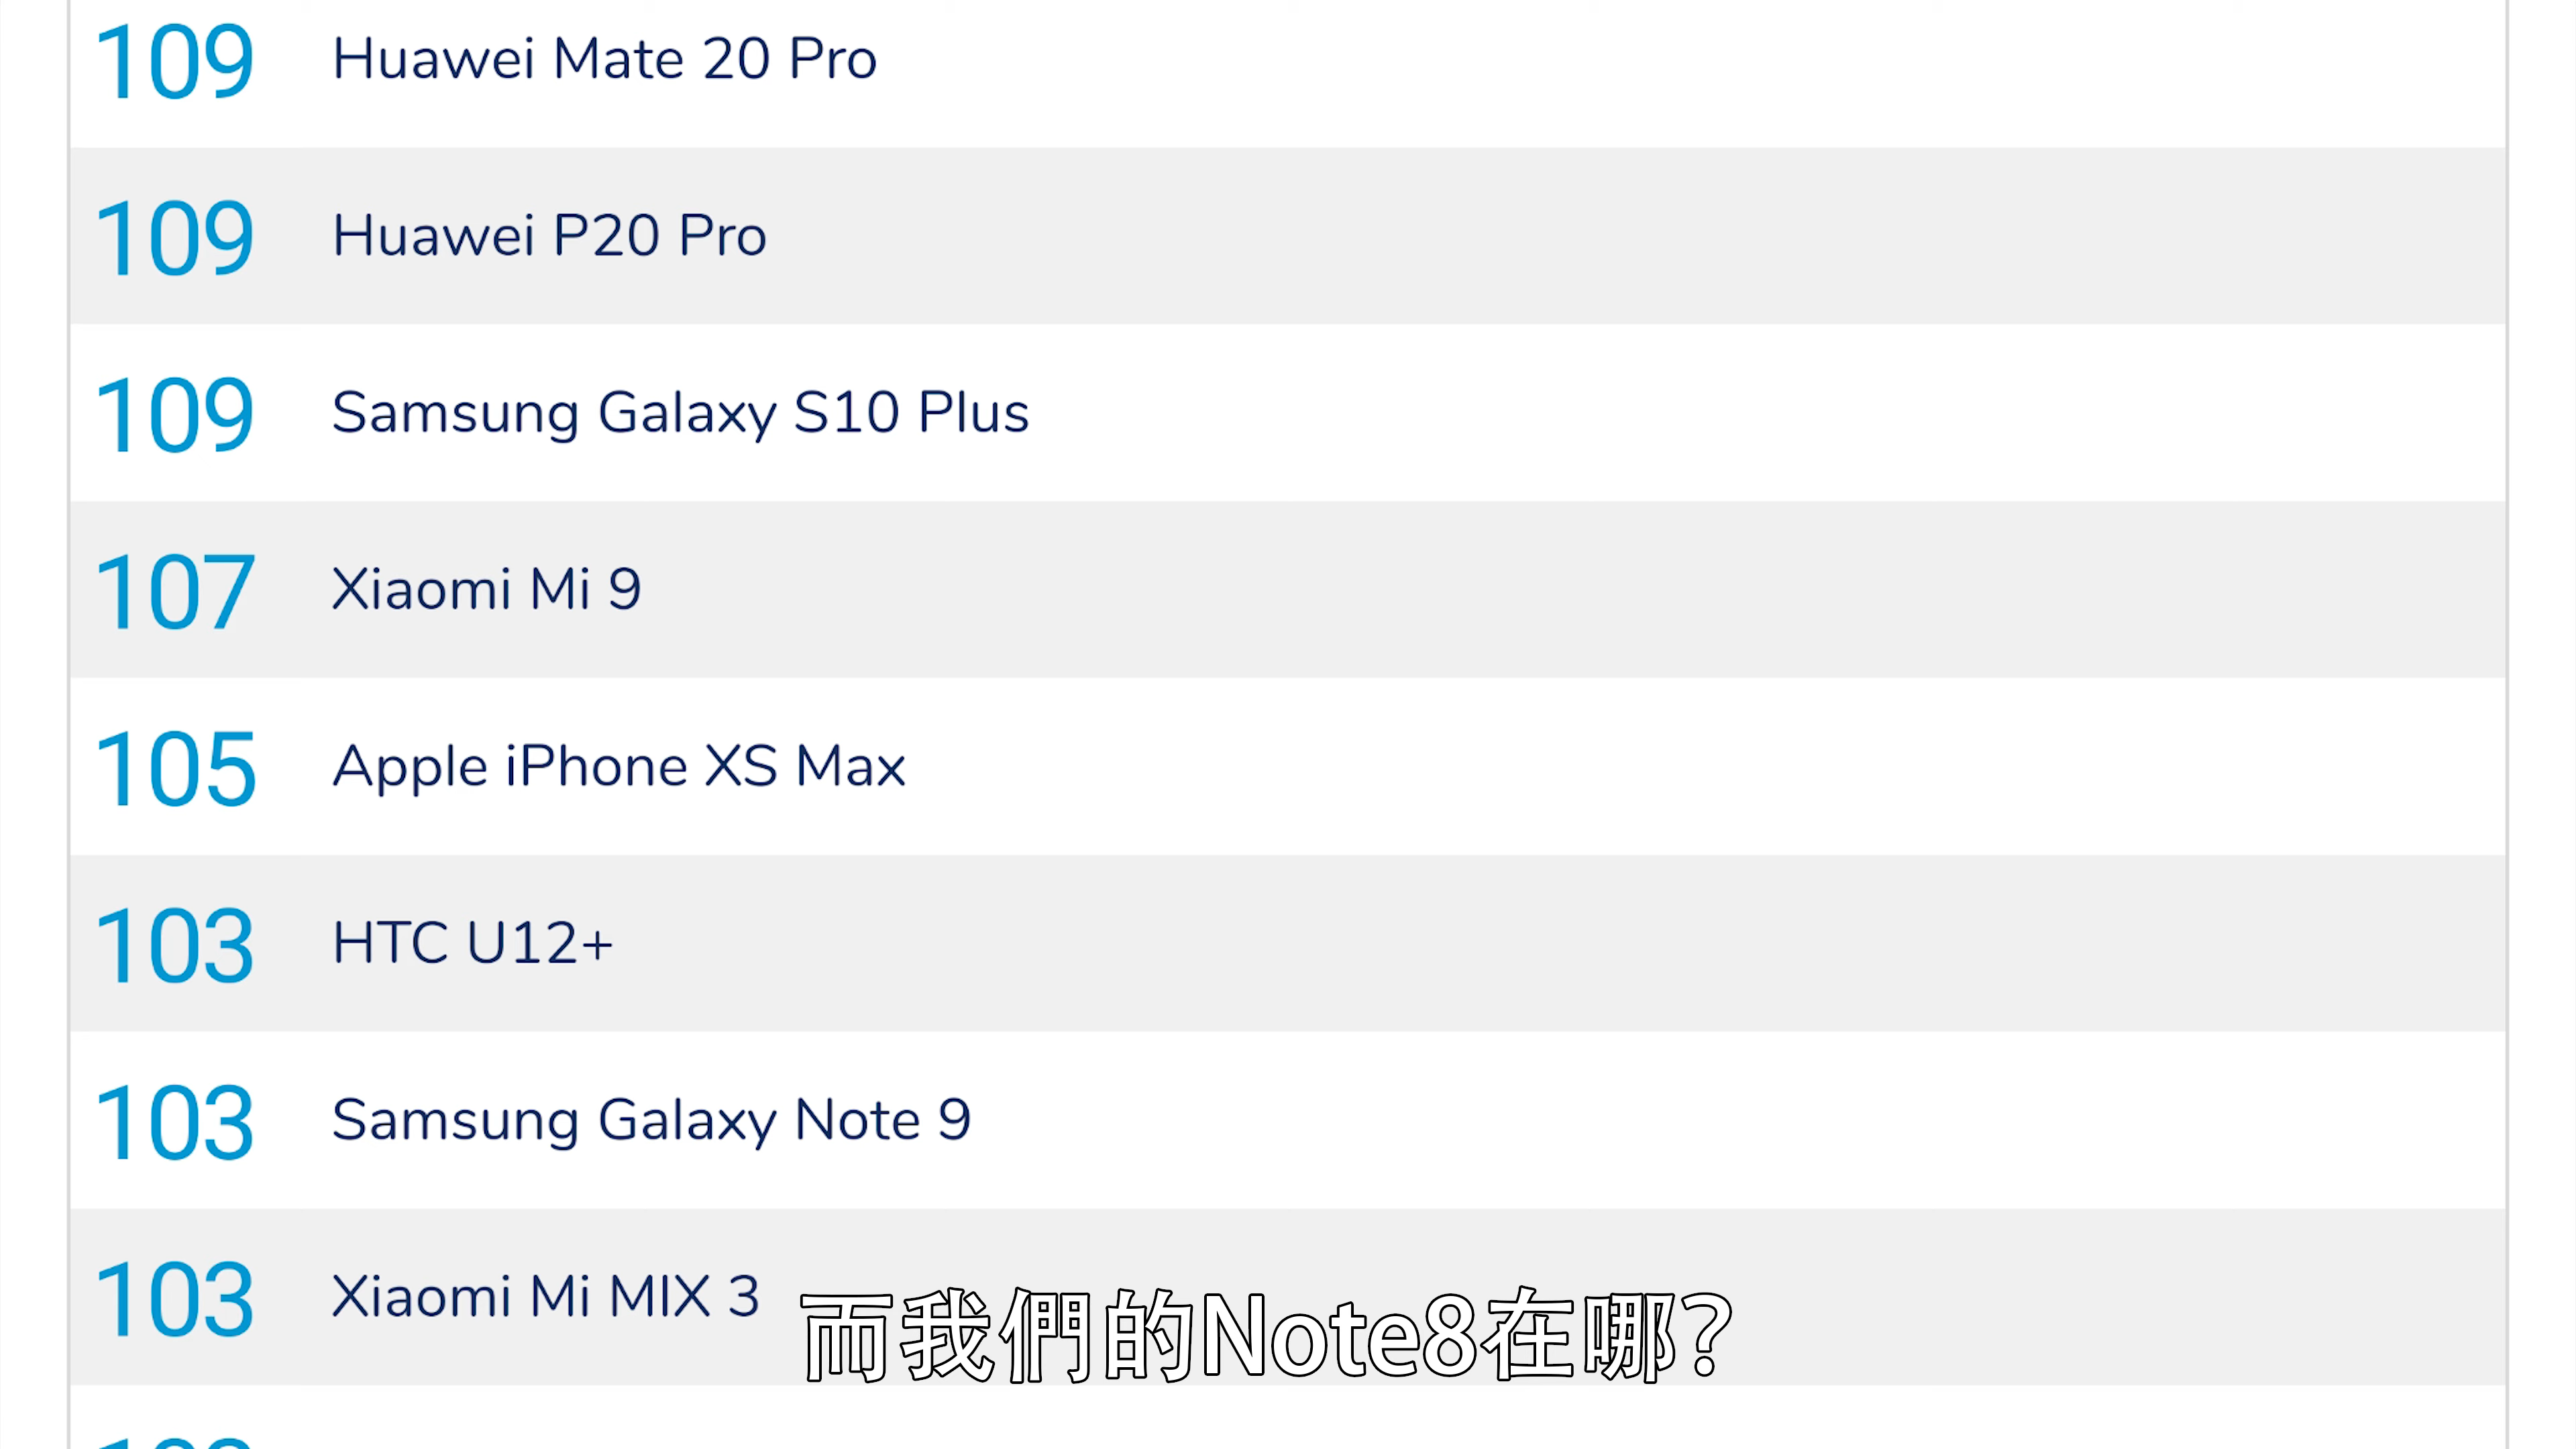 109 Huawei Mate 20 Pro
109 Huawei P20 Pro
109 Samsung Galaxy S10 Plus
107 Xiaomi Mi 9
105 Apple iPhone XS Max
103 HTC U12+
103 Samsung Galaxy Note 9
103 Xiaomi Mi MIX 3
而我們的Note8在哪?